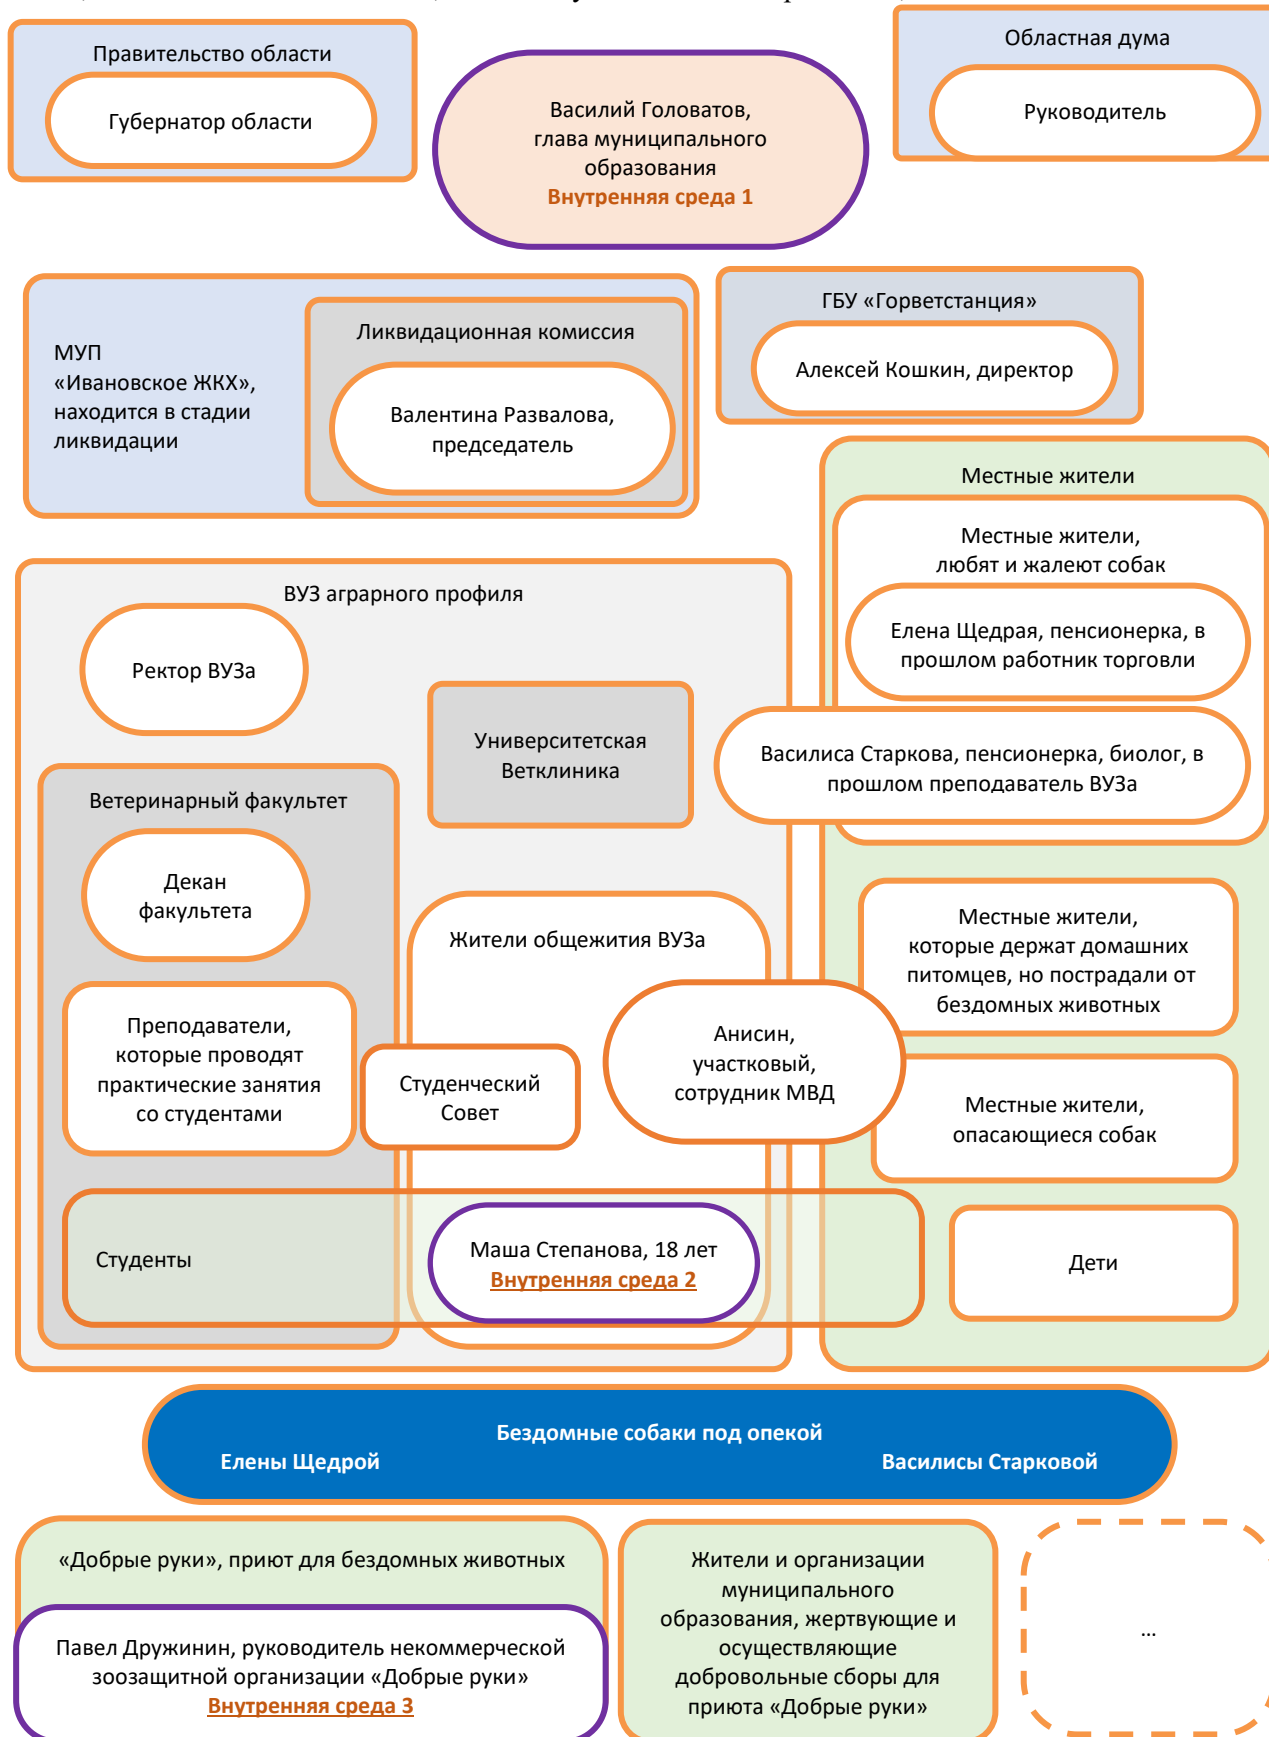 Правительство области
Губернатор области
Василий Головатов,
глава муниципального
образования
Внутренняя среда 1
Областная дума
Руководитель
МУП
«Ивановское ЖКХ»,
находится в стадии
ликвидации
Ликвидационная комиссия
Валентина Развалова,
председатель
ГБУ «Горветстанция»
Алексей Кошкин, директор
Местные жители
Местные жители,
любят и жалеют собак
Елена Щедрая, пенсионерка, в
прошлом работник торговли
Василиса Старкова, пенсионерка, биолог, в
прошлом преподаватель ВУЗа
Местные жители,
которые держат домашних
питомцев, но пострадали от
бездомных животных
Местные жители,
опасающиеся собак
Дети
ВУЗ аграрного профиля
Ректор ВУЗа
Университетская
Ветклиника
Ветеринарный факультет
Декан
факультета
Преподаватели,
которые проводят
практические занятия
со студентами
Жители общежития ВУЗа
Студенческий
Совет
Анисин,
участковый,
сотрудник МВД
Студенты
Маша Степанова, 18 лет
Внутренняя среда 2
Бездомные собаки под опекой
Елены Щедрой Василисы Старковой
«Добрые руки», приют для бездомных животных
Павел Дружинин, руководитель некоммерческой
зоозащитной организации «Добрые руки»
Внутренняя среда 3
Жители и организации
муниципального
образования, жертвующие и
осуществляющие
добровольные сборы для
приюта «Добрые руки»
...